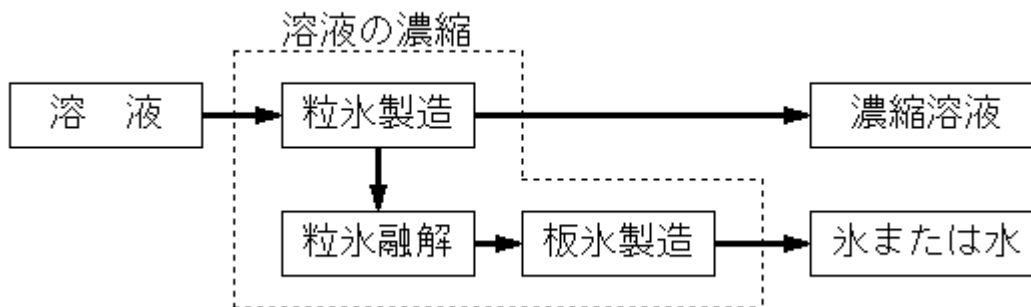 溶液の濃縮
溶　液
粒氷製造
濃縮溶液
粒氷融解
板氷製造
氷または水